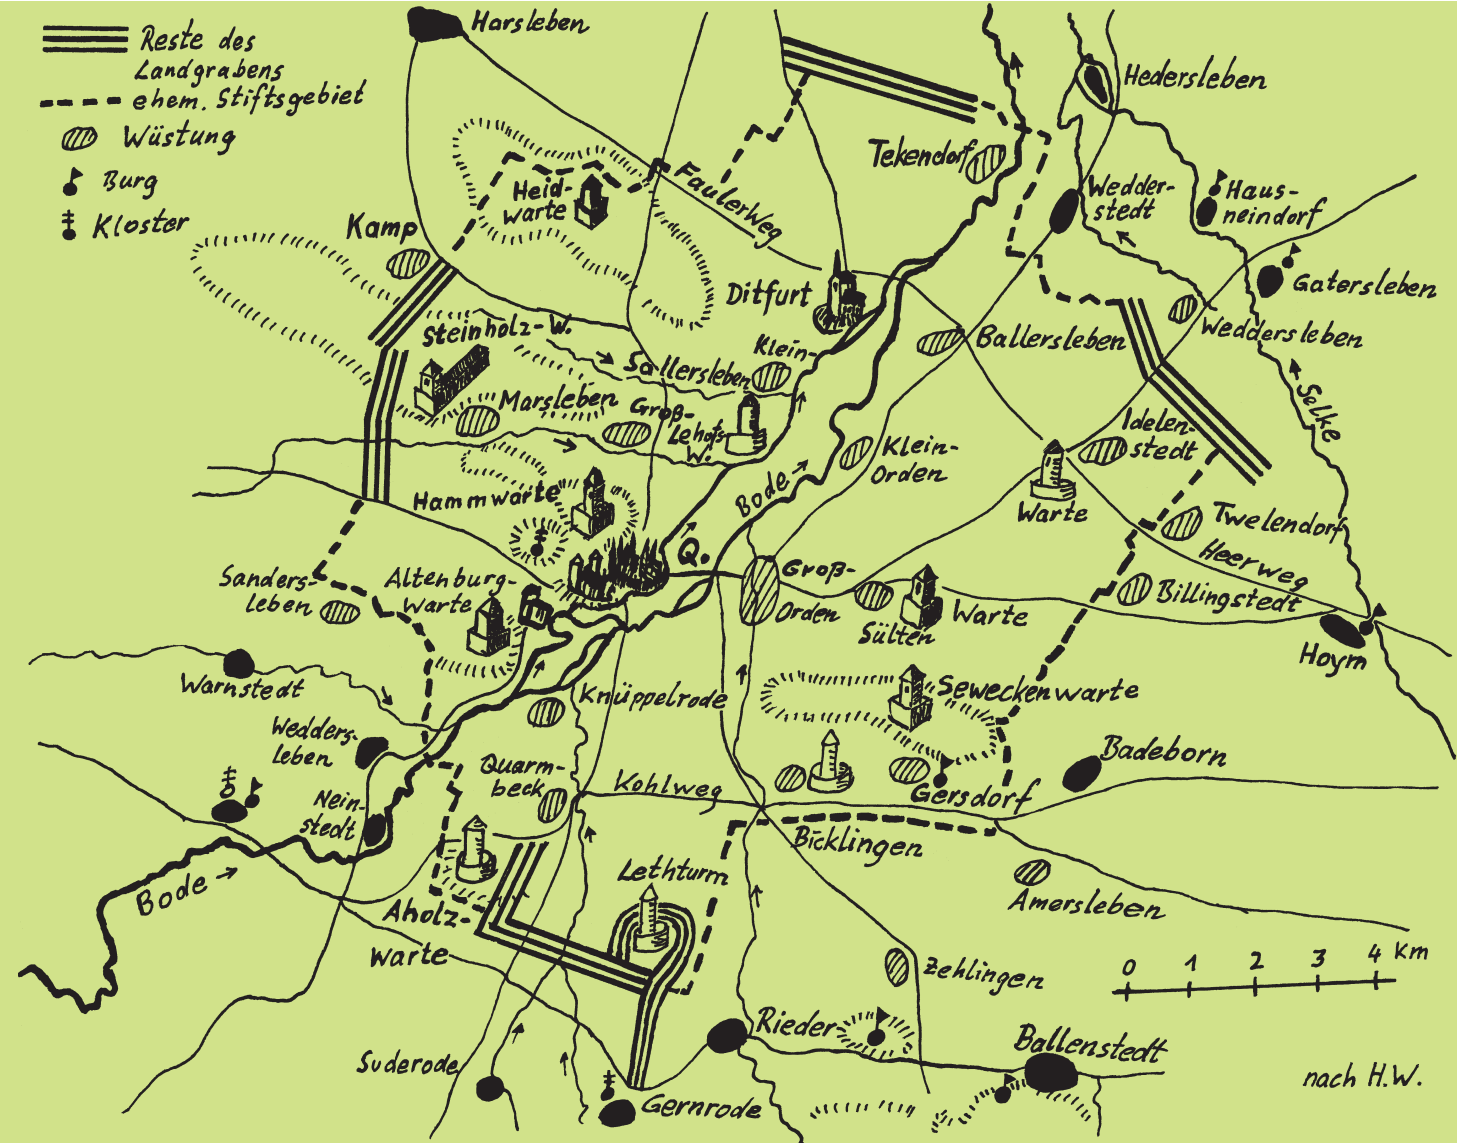 Reste des
Landgrabens
ehem. Stiftsgebiet
Wüstung
Burg
Kloster
Harsleben
Hedersleben
Tekendorf
Heid-
warte
Fauler Weg
Kamp
Wedder-
stedt
Haus-
neindorf
Gatersleben
Ditfurt
Steinholz-W.
Klein-
Sallersleben
Ballersleben
Weddersleben
Selke
Marsleben
Groß-
Lehofs
W.
Klein-
Orden
Idelen-
stedt
Hammwarte
Bode
Warte
Twelendorf
Heerweg
Q.
Groß-
Orden
Sülten
Warte
Billingstedt
Hoym
Sanders-
leben
Altenburg-
warte
Warnstedt
Knüppelrode
Seweckenwarte
Wedders-
leben
Quarm-
beck
Kohlweg
Gersdorf
Badeborn
Nein-
stedt
Bicklingen
Bode
Lethturm
Amersleben
Aholz-
warte
Zehlingen
0 1 2 3 4 Km
Rieder
Ballenstedt
Suderode
Gernrode
nach H.W.